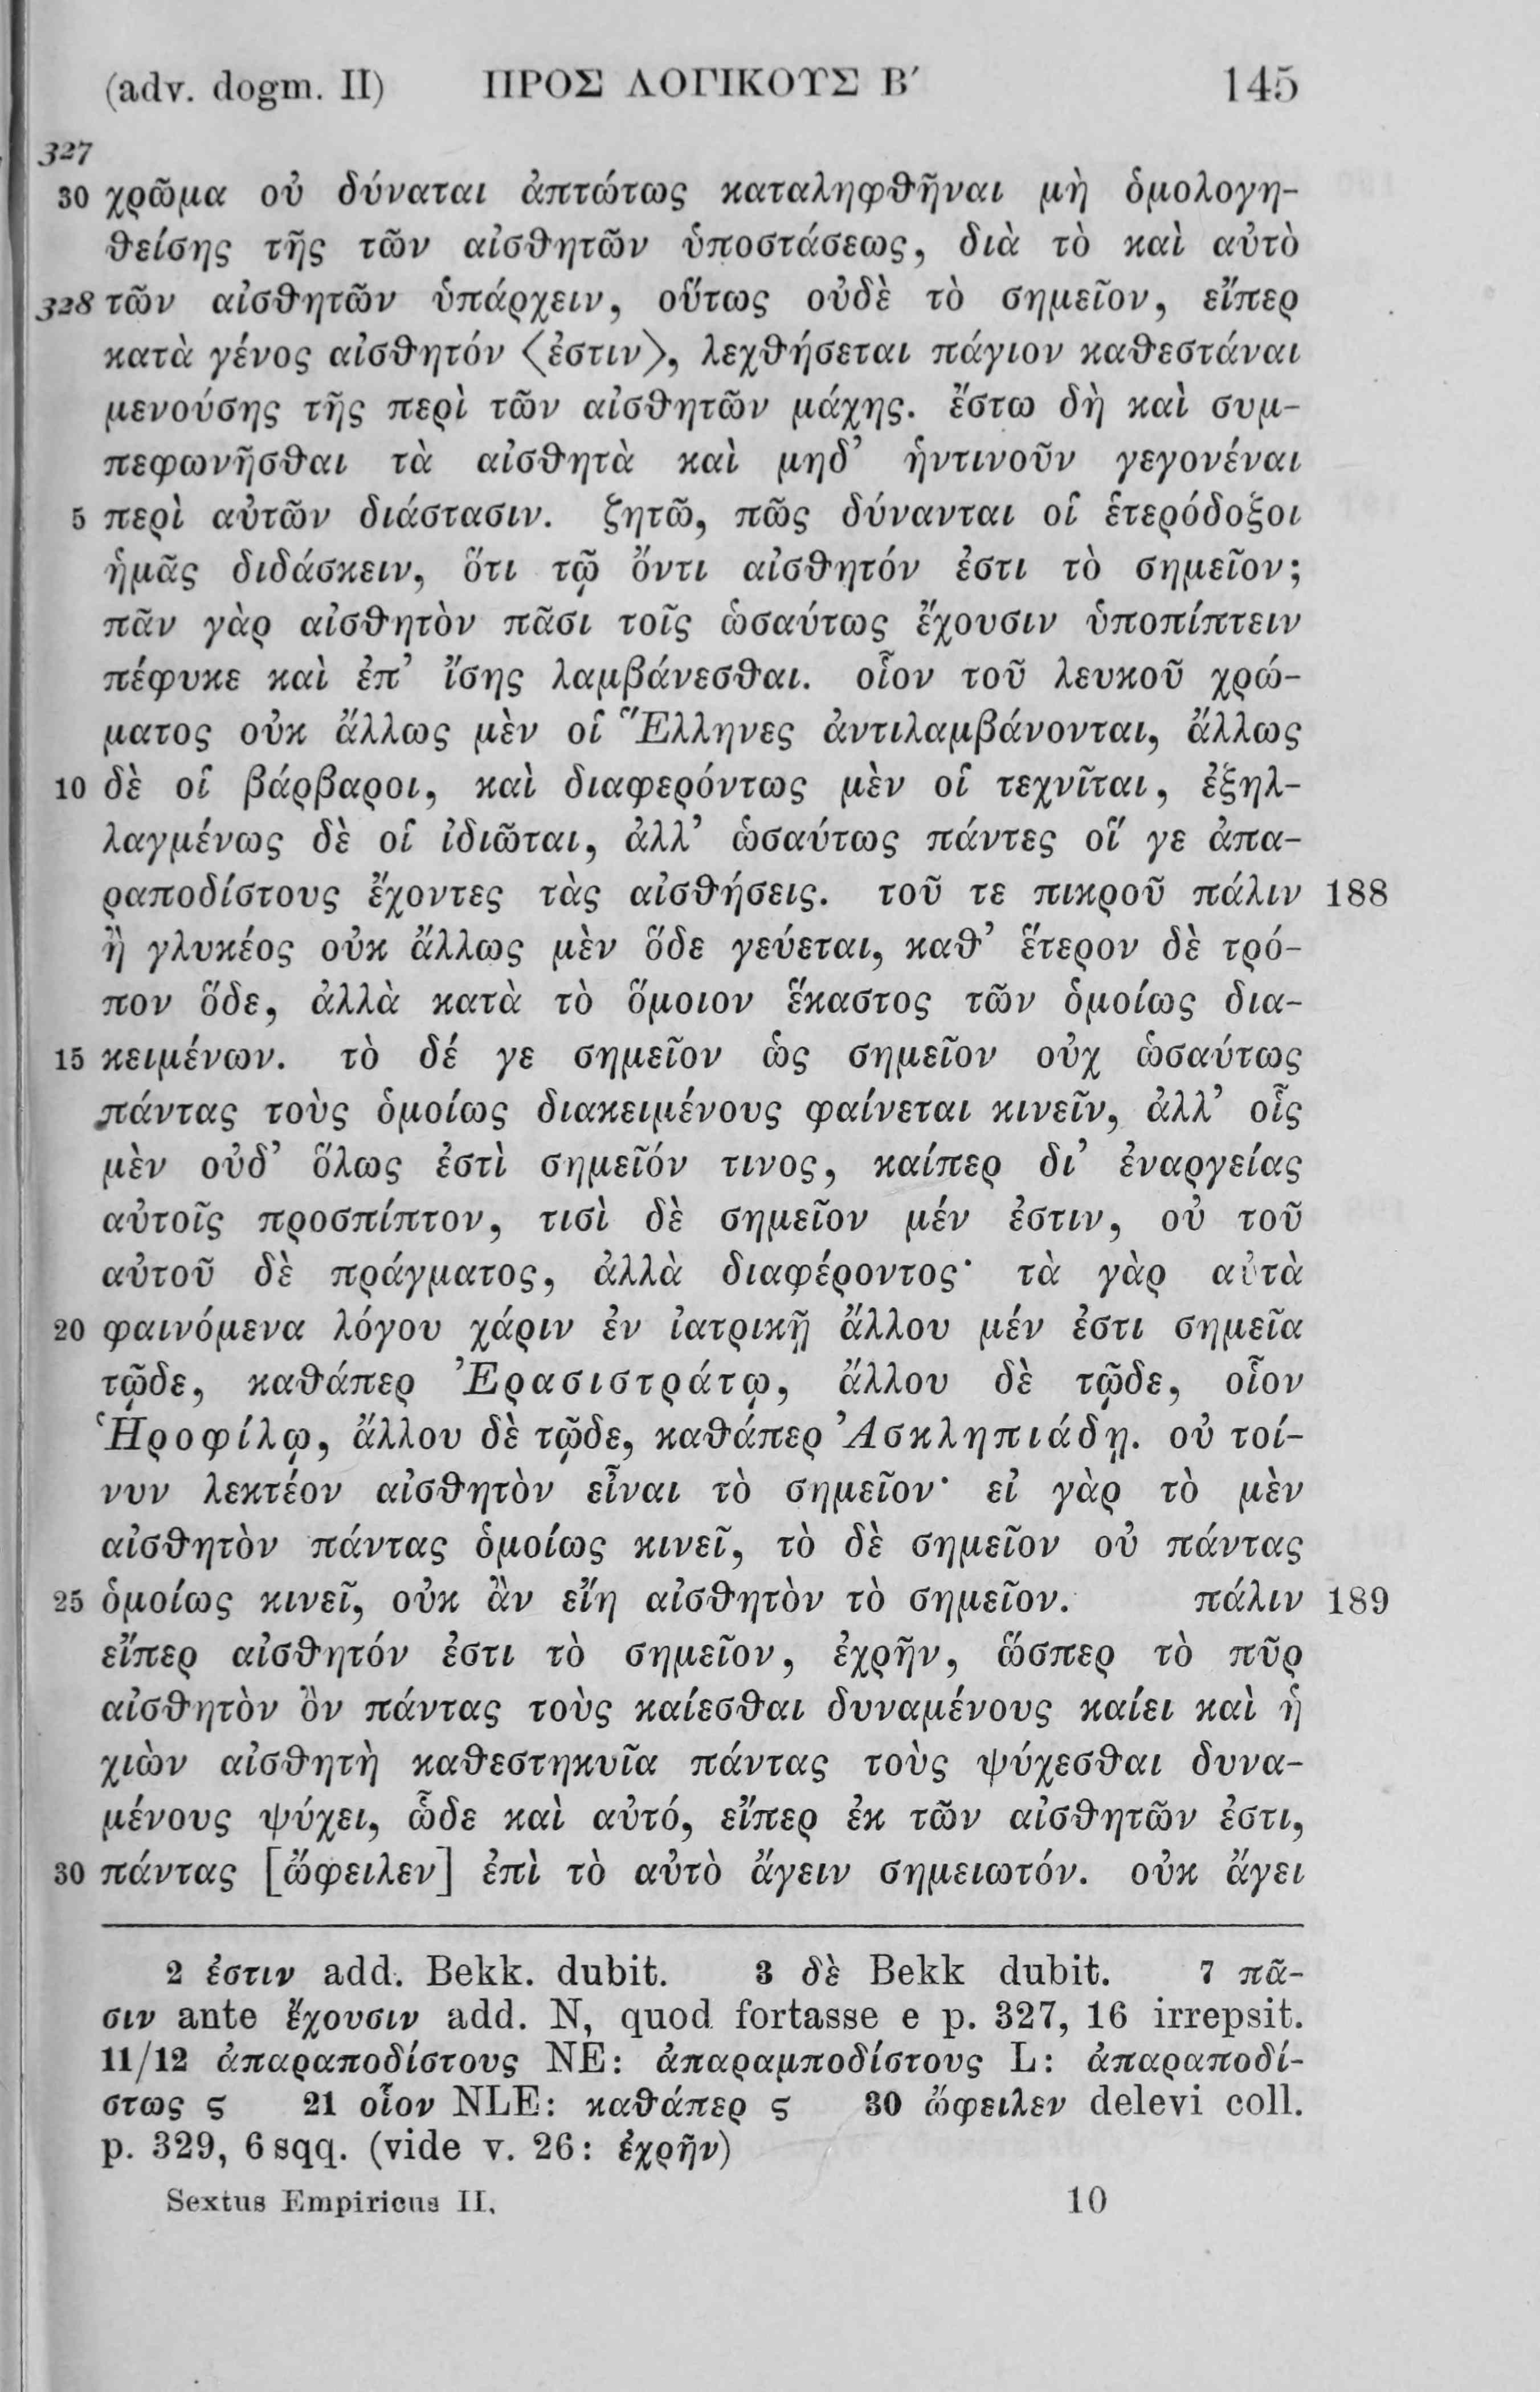 (adv. dogm. II) ΠΡΟΣ ΛΟΓΙΚΟΥΣ Β′ 145
327
30 χρῶμα οὐ δύναται ἀπτώτως καταληφθῆναι μὴ ὁμολογη-
θείσης τῆς τῶν αἰσθητῶν ὑποστάσεως, διὰ τὸ καὶ αὐτὸ
328 τῶν αἰσθητῶν ὑπάρχειν, οὕτως οὐδὲ τὸ σημεῖον, εἴπερ
κατὰ γένος αἰσθητόν ⟨ἐστιν⟩, λεχθήσεται πάγιον καθεστάναι
μενούσης τῆς περὶ τῶν αἰσθητῶν μάχης. ἔστω δὴ καὶ συμ-
πεφωνῆσθαι τὰ αἰσθητὰ καὶ μηδ’ ἡντινοῦν γεγονέναι
5 περὶ αὐτῶν διάστασιν. ζητῶ, πῶς δύνανται οἱ ἑτερόδοξοι
ἡμᾶς διδάσκειν, ὅτι τῷ ὄντι αἰσθητόν ἐστι τὸ σημεῖον;
πᾶν γὰρ αἰσθητὸν πᾶσι τοῖς ὡσαύτως ἔχουσιν ὑποπίπτειν
πέφυκε καὶ ἐπ’ ἴσης λαμβάνεσθαι. οἷον τοῦ λευκοῦ χρώ-
ματος οὐκ ἄλλως μὲν οἱ Ἕλληνες ἀντιλαμβάνονται, ἄλλως
10 δὲ οἱ βάρβαροι, καὶ διαφερόντως μὲν οἱ τεχνῖται, ἐξηλ-
λαγμένως δὲ οἱ ἰδιῶται, ἀλλ’ ὡσαύτως πάντες οἵ γε ἀπα-
ραποδίστους ἔχοντες τὰς αἰσθήσεις. τοῦ τε πικροῦ πάλιν 188
ἢ γλυκέος οὐκ ἄλλως μὲν ὅδε γεύεται, καθ’ ἕτερον δὲ τρό-
πον ὅδε, ἀλλὰ κατὰ τὸ ὅμοιον ἕκαστος τῶν ὁμοίως δια-
15 κειμένων. τὸ δέ γε σημεῖον ὡς σημεῖον οὐχ ὡσαύτως
πάντας τοὺς ὁμοίως διακειμένους φαίνεται κινεῖν, ἀλλ’ οἷς
μὲν οὐδ’ ὅλως ἐστὶ σημεῖόν τινος, καίπερ δι’ ἐναργείας
αὐτοῖς προσπίπτον, τισὶ δὲ σημεῖον μέν ἐστιν, οὐ τοῦ
αὐτοῦ δὲ πράγματος, ἀλλὰ διαφέροντος· τὰ γὰρ αὐτὰ
20 φαινόμενα λόγου χάριν ἐν ἰατρικῇ ἄλλου μέν ἐστι σημεῖα
τῷδε, καθάπερ Ἐρασιστράτῳ, ἄλλου δὲ τῷδε, οἷον
Ἡροφίλῳ, ἄλλου δὲ τῷδε, καθάπερ Ἀσκληπιάδῃ. οὐ τοί-
νυν λεκτέον αἰσθητὸν εἶναι τὸ σημεῖον· εἰ γὰρ τὸ μὲν
αἰσθητὸν πάντας ὁμοίως κινεῖ, τὸ δὲ σημεῖον οὐ πάντας
25 ὁμοίως κινεῖ, οὐκ ἂν εἴη αἰσθητὸν τὸ σημεῖον. πάλιν 189
εἴπερ αἰσθητόν ἐστι τὸ σημεῖον, ἐχρῆν, ὥσπερ τὸ πῦρ
αἰσθητὸν ὂν πάντας τοὺς καίεσθαι δυναμένους καίει καὶ ἡ
χιὼν αἰσθητὴ καθεστηκυῖα πάντας τοὺς ψύχεσθαι δυνα-
μένους ψύχει, ὧδε καὶ αὐτό, εἴπερ ἐκ τῶν αἰσθητῶν ἐστι,
30 πάντας [ὤφειλεν] ἐπὶ τὸ αὐτὸ ἄγειν σημειωτόν. οὐκ ἄγει
2 ἐστιν add. Bekk. dubit. 3 δὲ Bekk dubit. 7 πᾶ-
σιν ante ἔχουσιν add. N, quod fortasse e p. 327, 16 irrepsit.
11/12 ἀπαραποδίστους NE: ἀπαραμποδίστους L: ἀπαραποδί-
στως ς 21 οἷον NLE: καθάπερ ς 30 ὤφειλεν delevi coll.
p. 329, 6 sqq. (vide v. 26: ἐχρῆν)
Sextus Empiricus II. 10